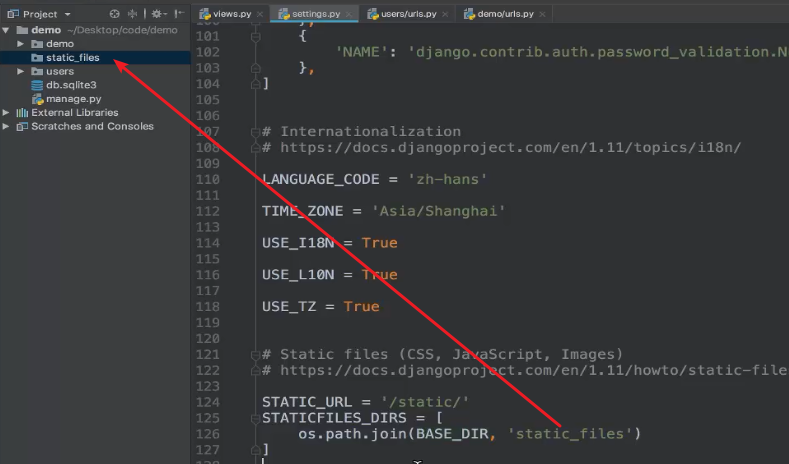 Project
demo ~/Desktop/code/demo
demo
static_files
users
db.sqlite3
manage.py
External Libraries
Scratches and Consoles
views.py
settings.py
users/urls.py
demo/urls.py
101 {
102 'NAME': 'django.contrib.auth.password_validation.N
103 },
104 ]
105
106
107 # Internationalization
108 # https://docs.djangoproject.com/en/1.11/topics/i18n/
109
110 LANGUAGE_CODE = 'zh-hans'
111
112 TIME_ZONE = 'Asia/Shanghai'
113
114 USE_I18N = True
115
116 USE_L10N = True
117
118 USE_TZ = True
119
120
121 # Static files (CSS, JavaScript, Images)
122 # https://docs.djangoproject.com/en/1.11/howto/static-file
123
124 STATIC_URL = '/static/'
125 STATICFILES_DIRS = [
126 os.path.join(BASE_DIR, 'static_files')
127 ]